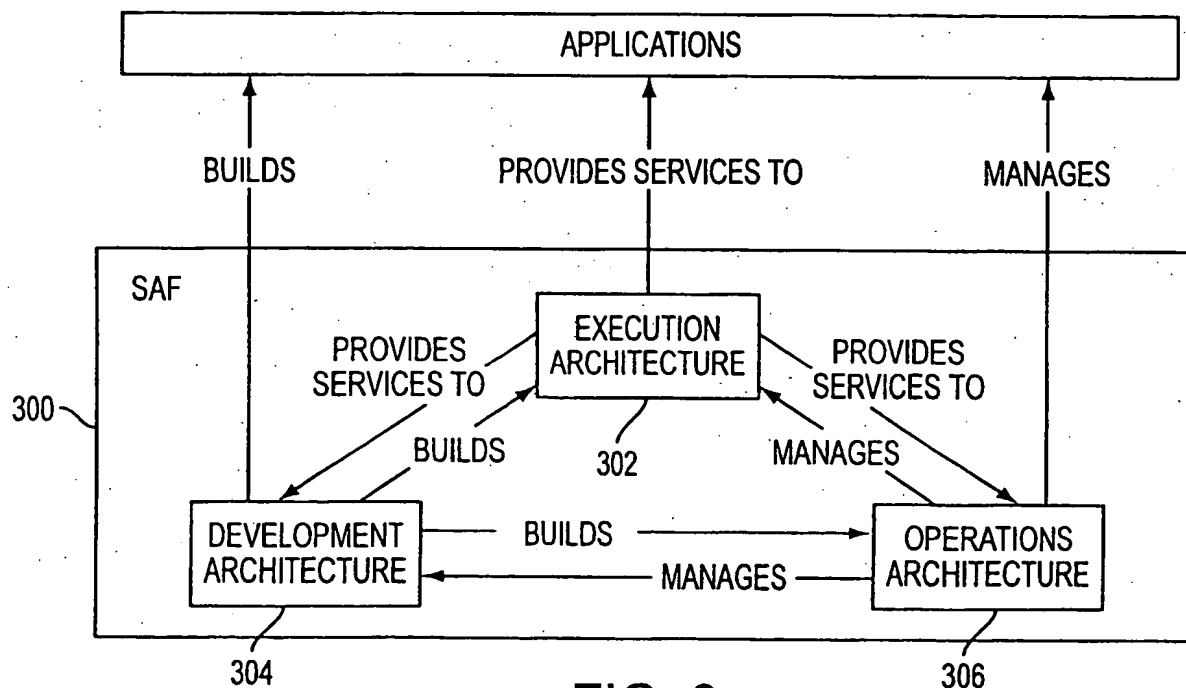 APPLICATIONS
BUILDS
PROVIDES SERVICES TO
MANAGES
SAF
EXECUTION
ARCHITECTURE
PROVIDES
SERVICES TO
PROVIDES
SERVICES TO
300
BUILDS
302
MANAGES
DEVELOPMENT
ARCHITECTURE
BUILDS
MANAGES
OPERATIONS
ARCHITECTURE
304
306